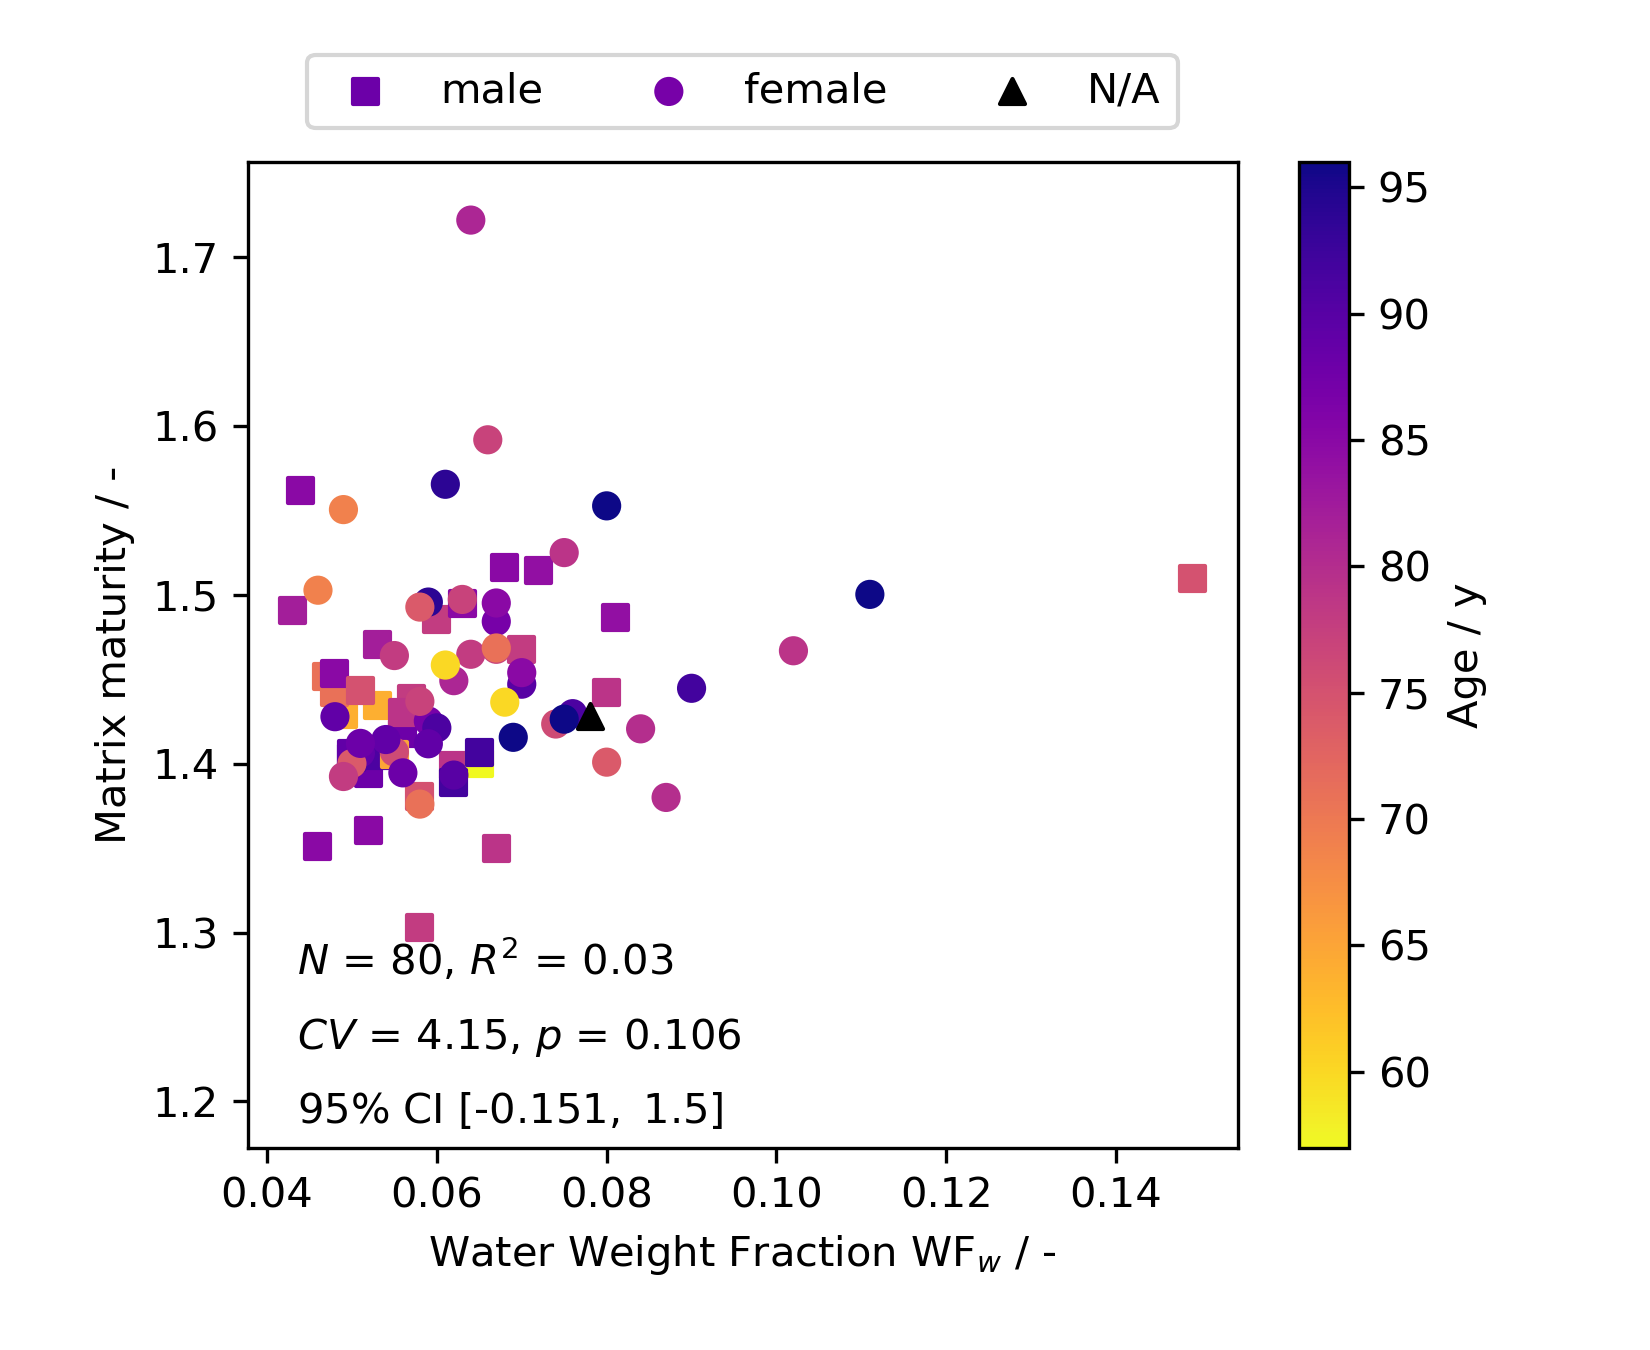 male female N/A
1.7
1.6
1.5
1.4
1.3
1.2
Matrix maturity / -
N = 80, R² = 0.03
CV = 4.15, p = 0.106
95% CI [-0.151, 1.5]
0.04 0.06 0.08 0.10 0.12 0.14
Water Weight Fraction WF_w / -
95
90
85
80
75
70
65
60
Age / y